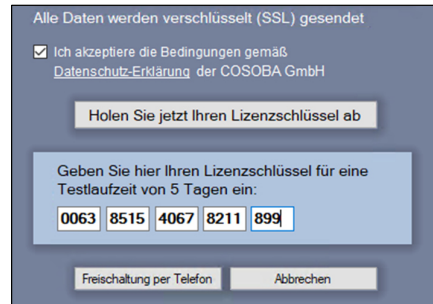 Alle Daten werden verschlüsselt (SSL) gesendet
Ich akzeptiere die Bedingungen gemäß
Datenschutz-Erklärung der COSOBA GmbH
Holen Sie jetzt Ihren Lizenzschlüssel ab
Geben Sie hier Ihren Lizenzschlüssel für eine
Testlaufzeit von 5 Tagen ein:
0063 8515 4067 8211 899
Freischaltung per Telefon Abbrechen